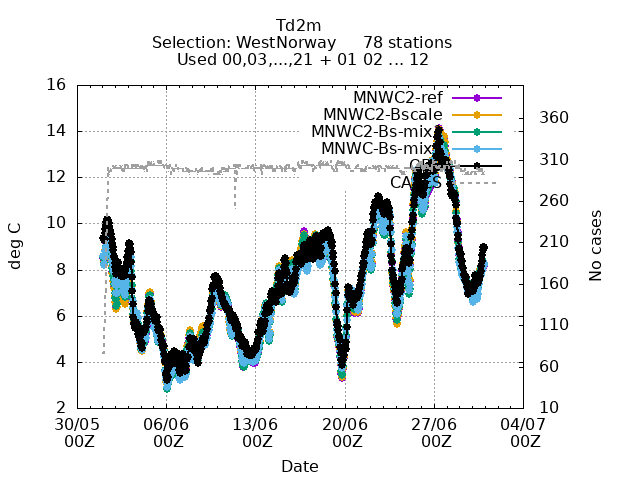 Td2m
Selection: WestNorway 78 stations
Used 00,03,...,21 + 01 02 ... 12
16
14
12
10
8
6
4
2
deg C
MNWC2-ref
MNWC2-Bscale
MNWC2-Bs-mix
MNWC-Bs-mix
OBS
CASES
360
310
260
210
160
110
60
10
No cases
30/05 06/06 13/06 20/06 27/06 04/07
00Z 00Z 00Z 00Z 00Z 00Z
Date